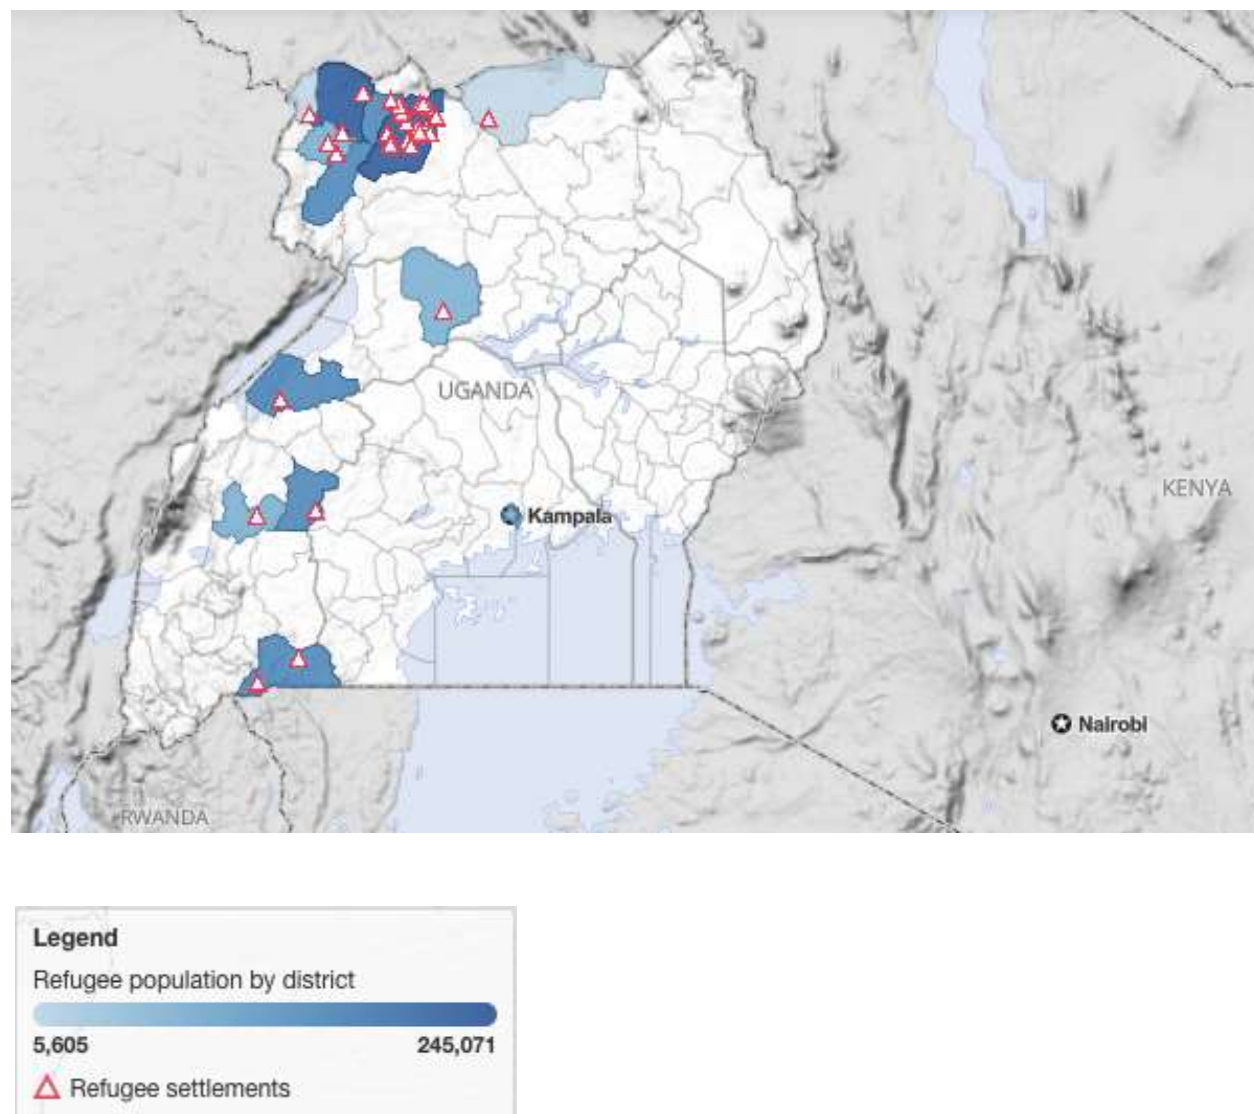 UGANDA
KENYA
Kampala
Nairobi
RWANDA
Legend
Refugee population by district
5,605
245,071
Refugee settlements